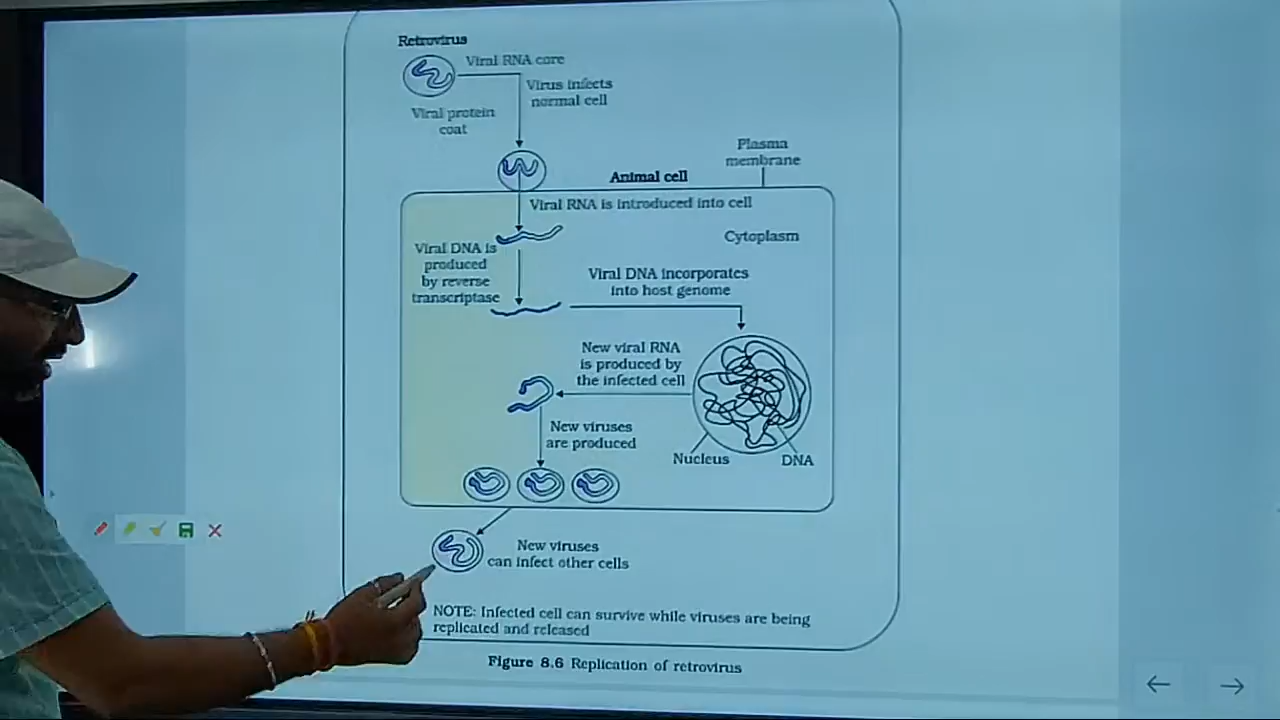 Retrovirus
Viral RNA core
Virus infects
normal cell
Viral protein
coat
Plasma
membrane
Animal cell
Viral RNA is introduced into cell
Cytoplasm
Viral DNA is
produced
by reverse
transcriptase
Viral DNA incorporates
into host genome
New viral RNA
is produced by
the infected cell
New viruses
are produced
Nucleus
DNA
New viruses
can infect other cells
NOTE: Infected cell can survive while viruses are being
replicated and released
Figure 8.6 Replication of retrovirus